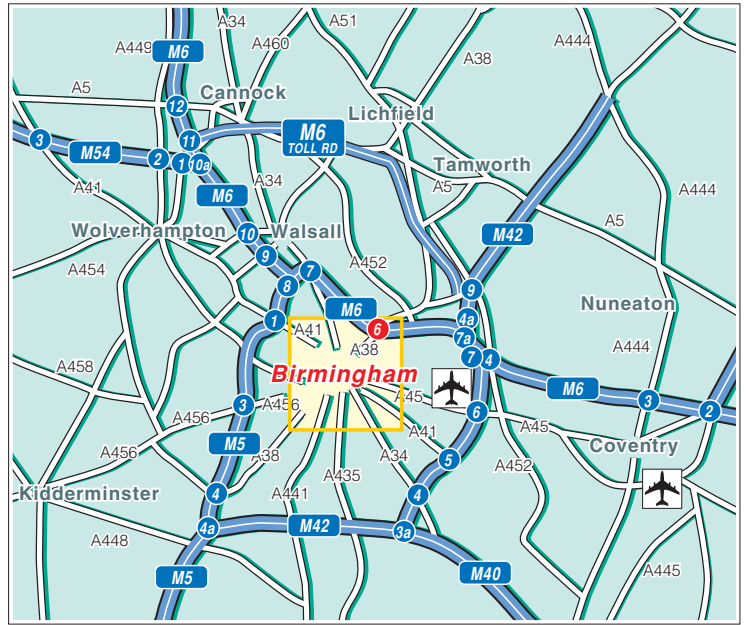 A34
A51
A449
M6
A460
A38
A444
A5
Cannock
12
Lichfield
M6
TOLL RD
3
M54
11
2
1
10a
Tamworth
A41
M6
A34
A5
A444
A5
Wolverhampton
10
Walsall
M42
9
A454
7
A452
8
9
Nuneaton
M6
1
A41
6
4a
7a
A38
7
4
A444
A458
Birmingham
M6
A45
3
A456
3
A456
6
2
A38
A41
A45
M5
A456
A34
5
A452
Coventry
A435
Kidderminster
4
A441
4
4a
M42
3a
A448
M5
M40
A445